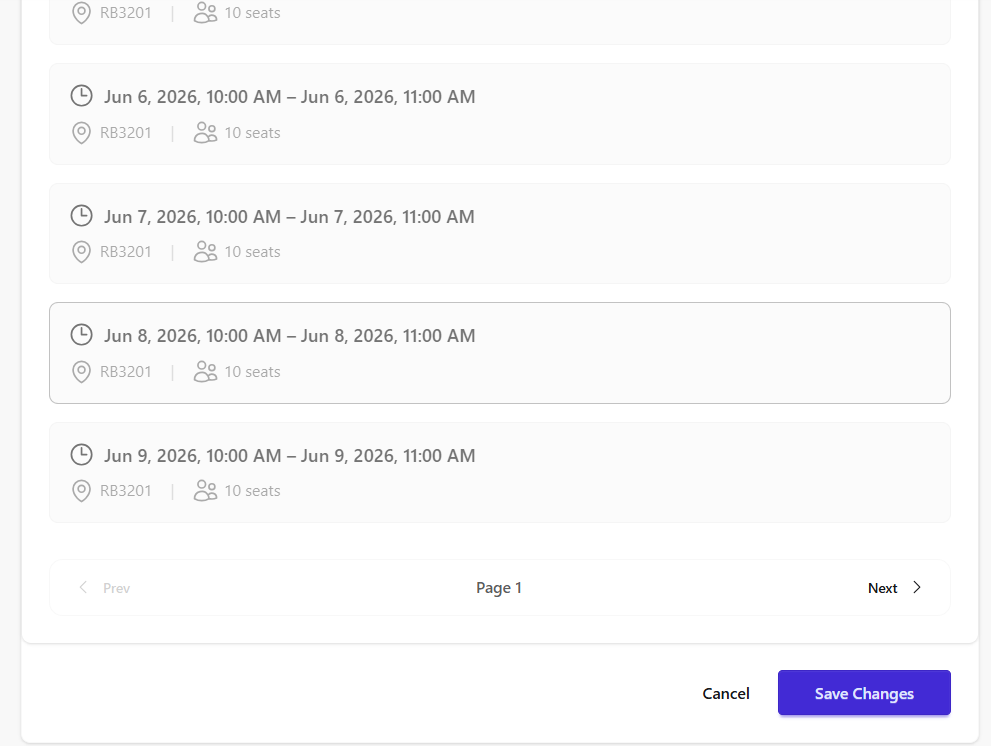 RB3201 | 10 seats
Jun 6, 2026, 10:00 AM – Jun 6, 2026, 11:00 AM
RB3201 | 10 seats
Jun 7, 2026, 10:00 AM – Jun 7, 2026, 11:00 AM
RB3201 | 10 seats
Jun 8, 2026, 10:00 AM – Jun 8, 2026, 11:00 AM
RB3201 | 10 seats
Jun 9, 2026, 10:00 AM – Jun 9, 2026, 11:00 AM
RB3201 | 10 seats
Prev Page 1 Next
Cancel Save Changes